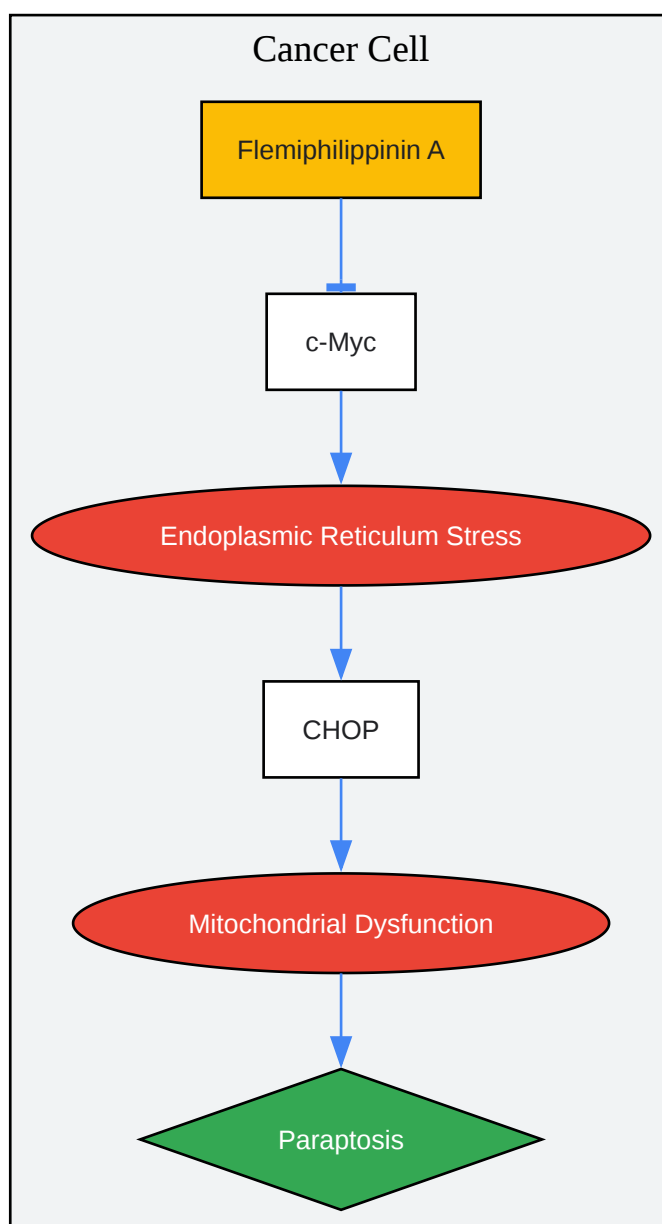 Cancer Cell
Flemiphilippinin A
c-Myc
Endoplasmic Reticulum Stress
CHOP
Mitochondrial Dysfunction
Paraptosis